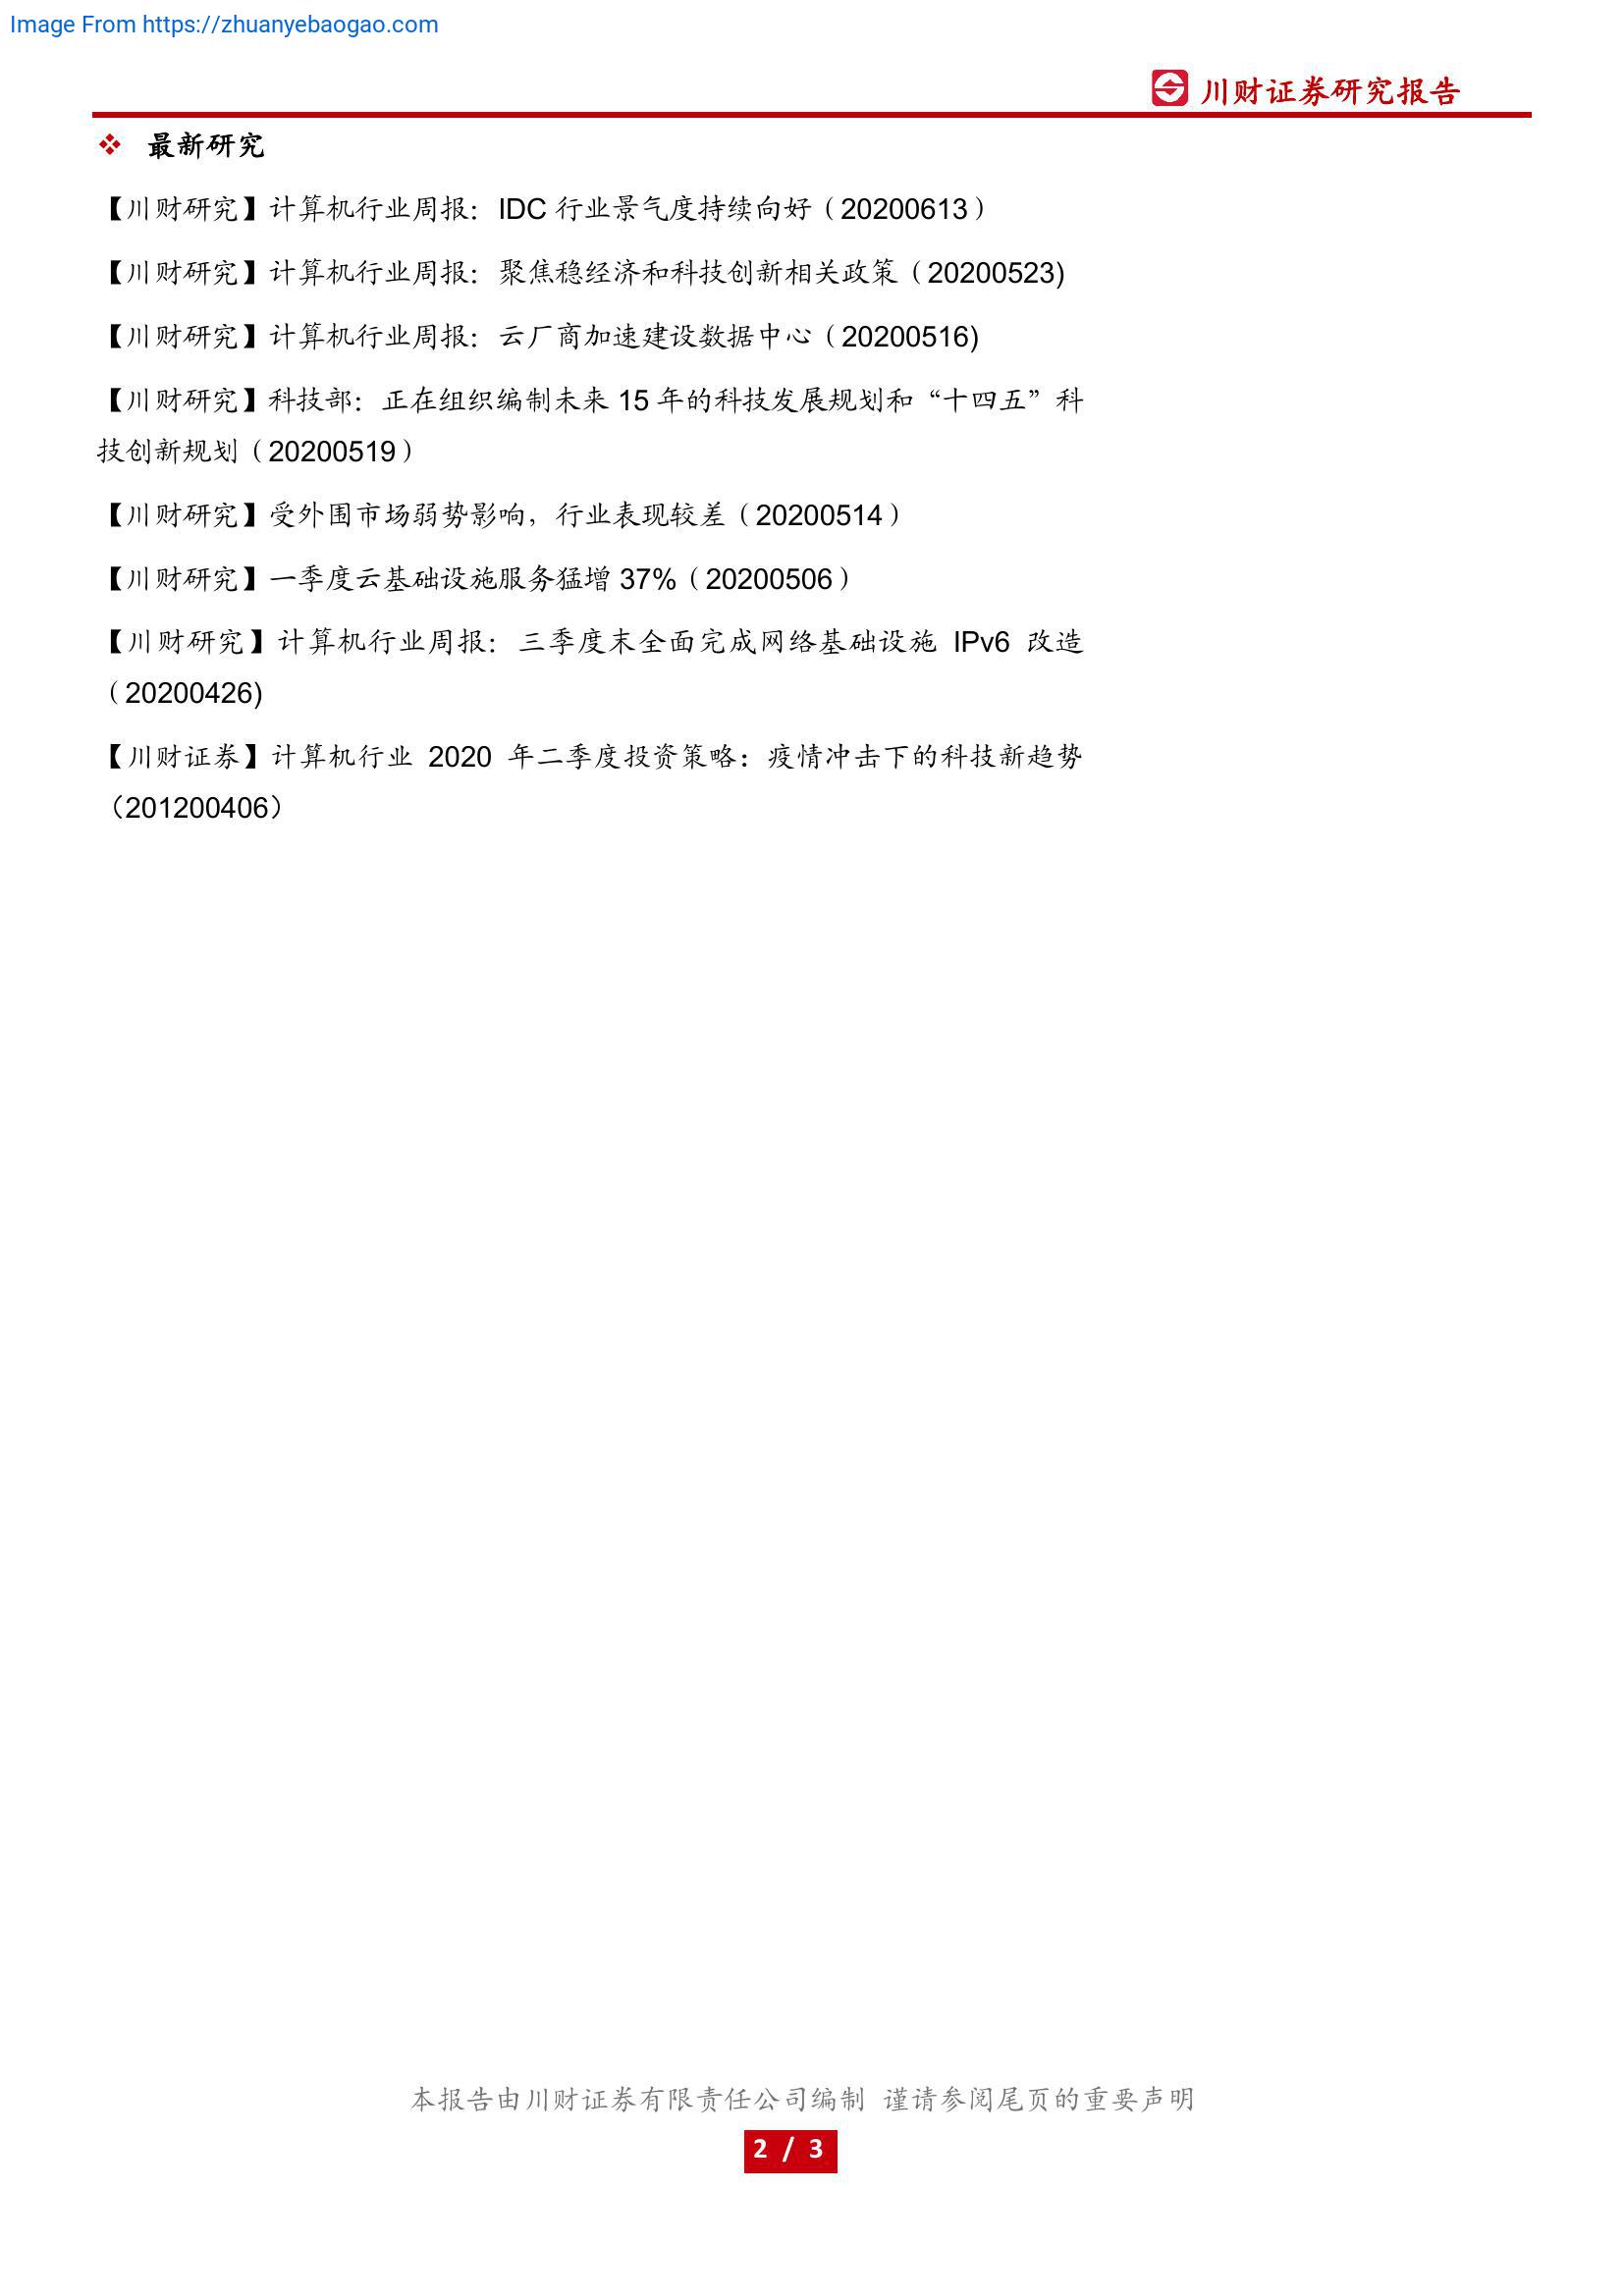 Image From https://zhuanyebaogao.com
川财证券研究报告
❖ 最新研究
【川财研究】计算机行业周报：IDC 行业景气度持续向好（20200613）
【川财研究】计算机行业周报：聚焦稳经济和科技创新相关政策（20200523)
【川财研究】计算机行业周报：云厂商加速建设数据中心（20200516)
【川财研究】科技部：正在组织编制未来 15 年的科技发展规划和“十四五”科
技创新规划（20200519）
【川财研究】受外围市场弱势影响，行业表现较差（20200514）
【川财研究】一季度云基础设施服务猛增 37%（20200506）
【川财研究】计算机行业周报：三季度末全面完成网络基础设施 IPv6 改造
（20200426)
【川财证券】计算机行业 2020 年二季度投资策略：疫情冲击下的科技新趋势
（201200406）
本报告由川财证券有限责任公司编制 谨请参阅尾页的重要声明
2 / 3